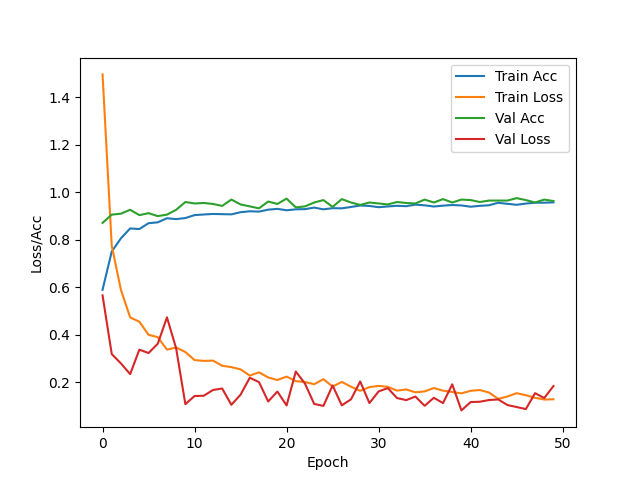 Train Acc
Train Loss
Val Acc
Val Loss
1.4
1.2
1.0
0.8
0.6
0.4
0.2
Loss/Acc
0 10 20 30 40 50
Epoch